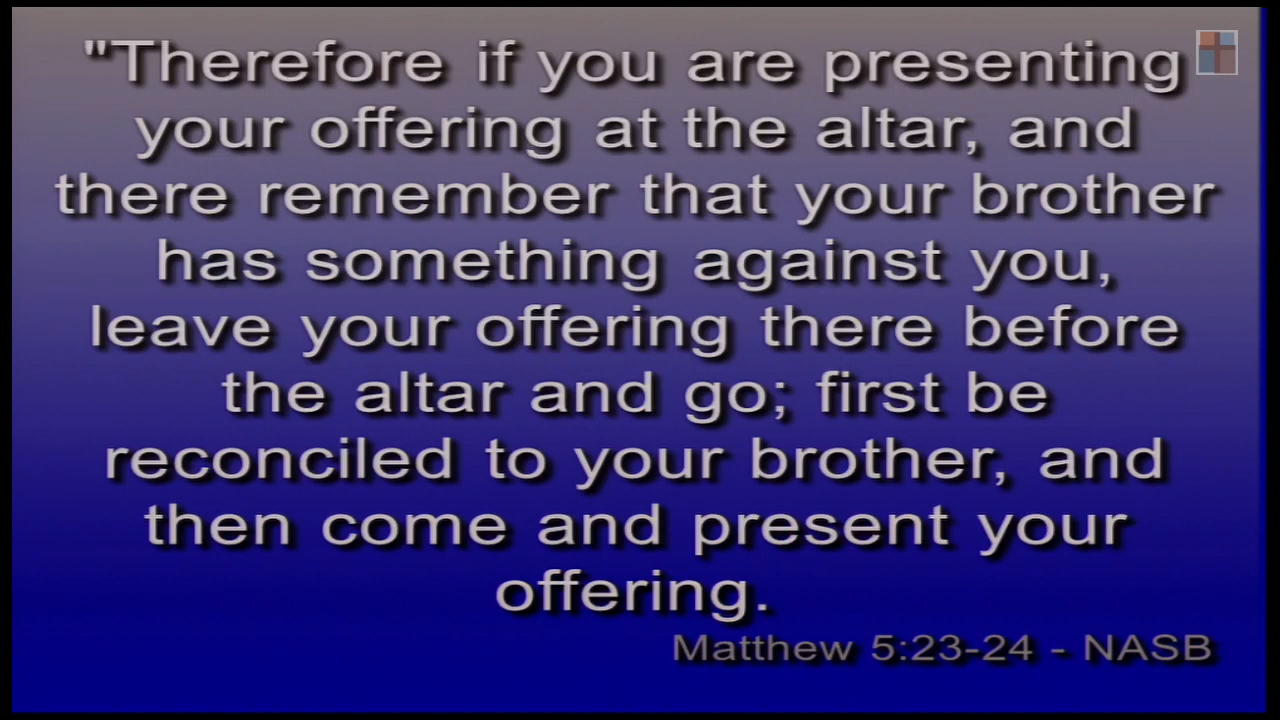 "Therefore if you are presenting
your offering at the altar, and
there remember that your brother
has something against you,
leave your offering there before
the altar and go; first be
reconciled to your brother, and
then come and present your
offering.
Matthew 5:23-24 - NASB